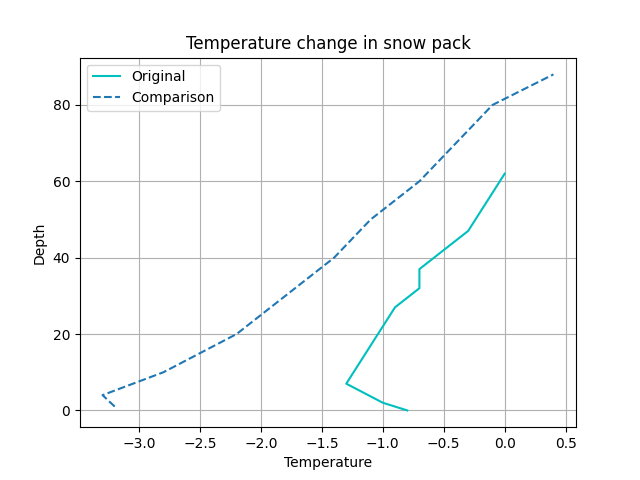 Temperature change in snow pack
Original
Comparison
80
60
40
20
0
Depth
−3.0 −2.5 −2.0 −1.5 −1.0 −0.5 0.0 0.5
Temperature